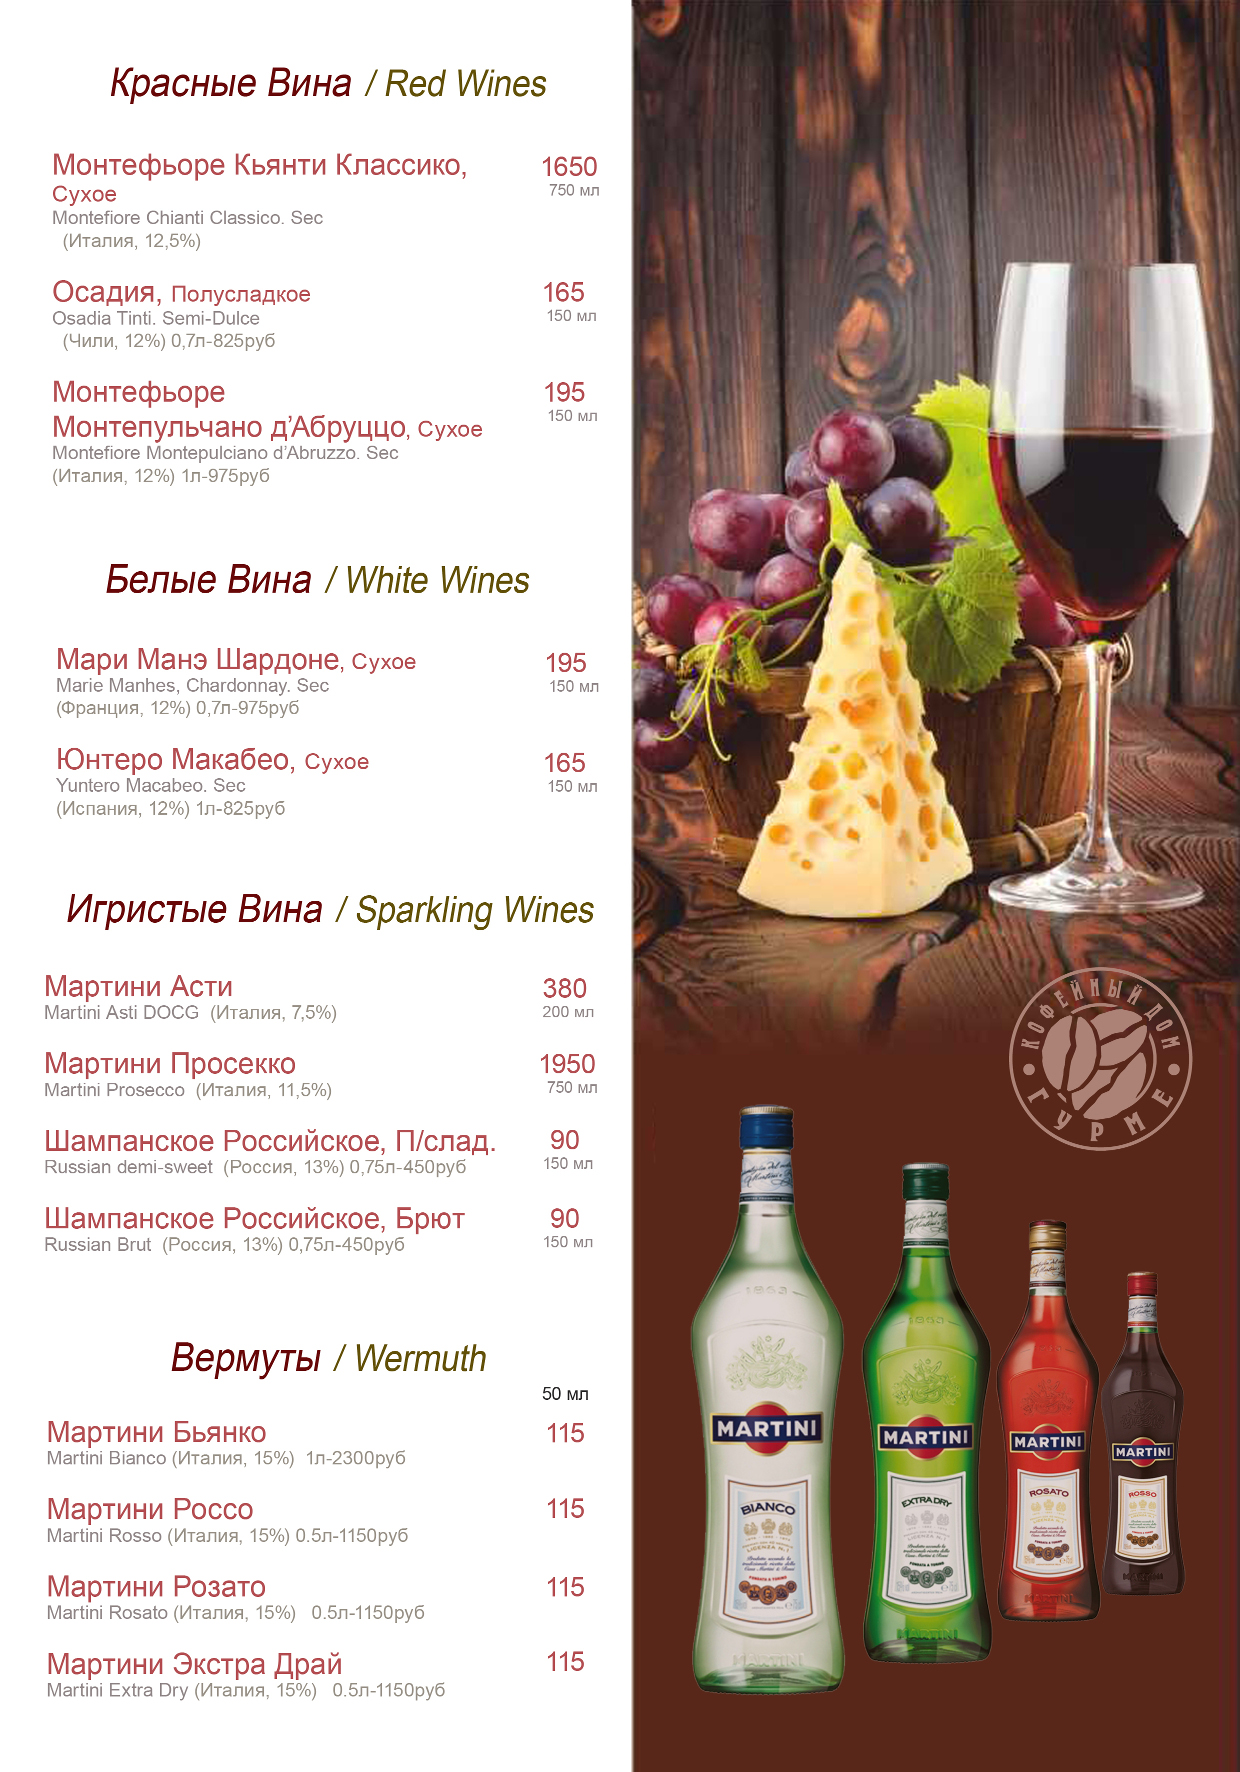 Красные Вина / Red Wines
Монтефьоре Кьянти Классико, 1650
Сухое 750 мл
Montefiore Chianti Classico. Sec
(Италия, 12,5%)
Осадия, Полусладкое 165
Osadia Tinti. Semi-Dulce 150 мл
(Чили, 12%) 0,7л-825руб
Монтефьоре 195
150 мл
Монтепульчано д’Абруццо, Сухое
Montefiore Montepulciano d’Abruzzo. Sec
(Италия, 12%) 1л-975руб
Белые Вина / White Wines
Мари Манэ Шардоне, Сухое 195
Marie Manhes, Chardonnay. Sec 150 мл
(Франция, 12%) 0,7л-975руб
Юнтеро Макабео, Сухое 165
Yuntero Macabeo. Sec 150 мл
(Испания, 12%) 1л-825руб
Игристые Вина / Sparkling Wines
Мартини Асти 380
Martini Asti DOCG (Италия, 7,5%) 200 мл
Мартини Просекко 1950
Martini Prosecco (Италия, 11,5%) 750 мл
Шампанское Российское, П/слад. 90
Russian demi-sweet (Россия, 13%) 0,75л-450руб 150 мл
Шампанское Российское, Брют 90
Russian Brut (Россия, 13%) 0,75л-450руб 150 мл
Вермуты / Wermuth
50 мл
Мартини Бьянко 115
Martini Bianco (Италия, 15%) 1л-2300руб
Мартини Россо 115
Martini Rosso (Италия, 15%) 0.5л-1150руб
Мартини Розато 115
Martini Rosato (Италия, 15%) 0.5л-1150руб
Мартини Экстра Драй 115
Martini Extra Dry (Италия, 15%) 0.5л-1150руб
КОФЕЙНЫЙ ДОМ
ГУРМЕ
1863
MARTINI
BIANCO
LICENZA N.1
MARTINI
1863
MARTINI
EXTRA DRY
MARTINI
MARTINI
ROSATO
MARTINI
ROSSO